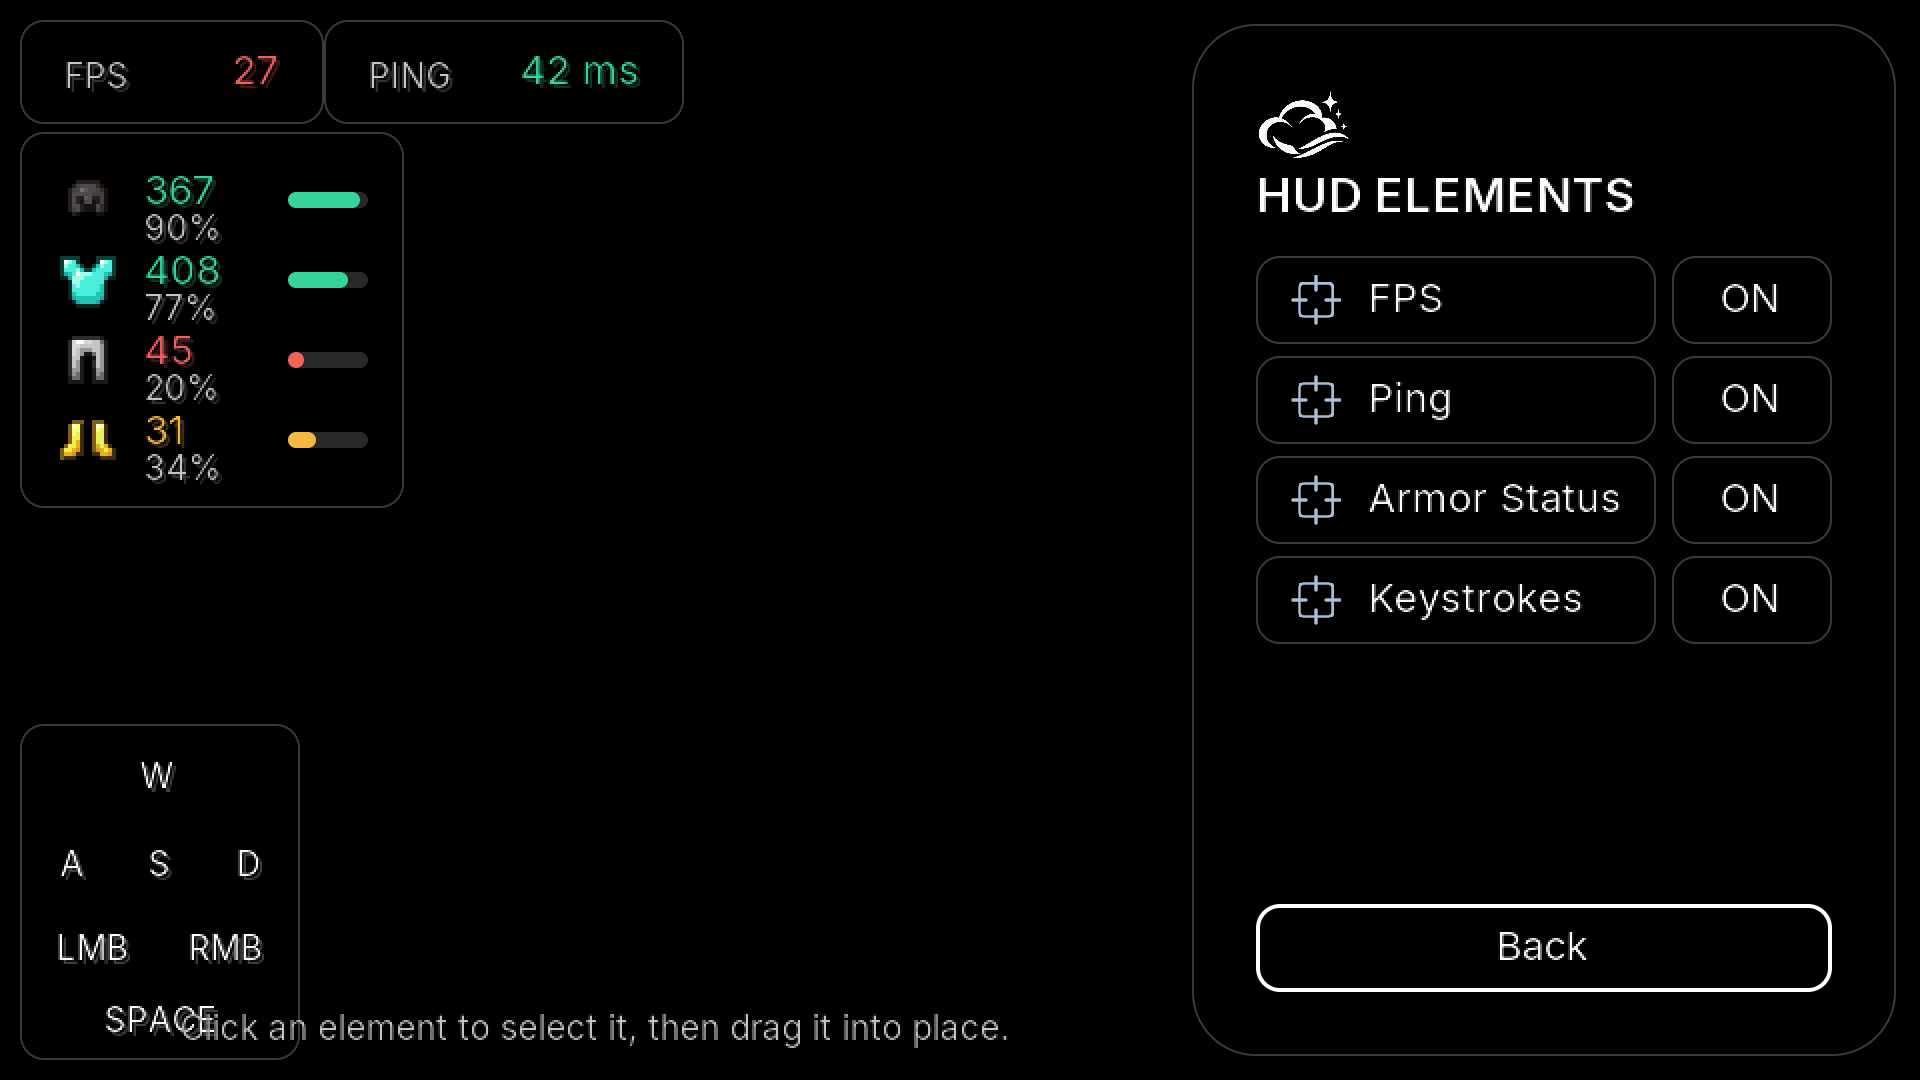 FPS 27 PING 42 ms
367
90%
408
77%
45
20%
31
34%
W
A S D
LMB RMB
SPACE
Click an element to select it, then drag it into place.
HUD ELEMENTS
FPS ON
Ping ON
Armor Status ON
Keystrokes ON
Back